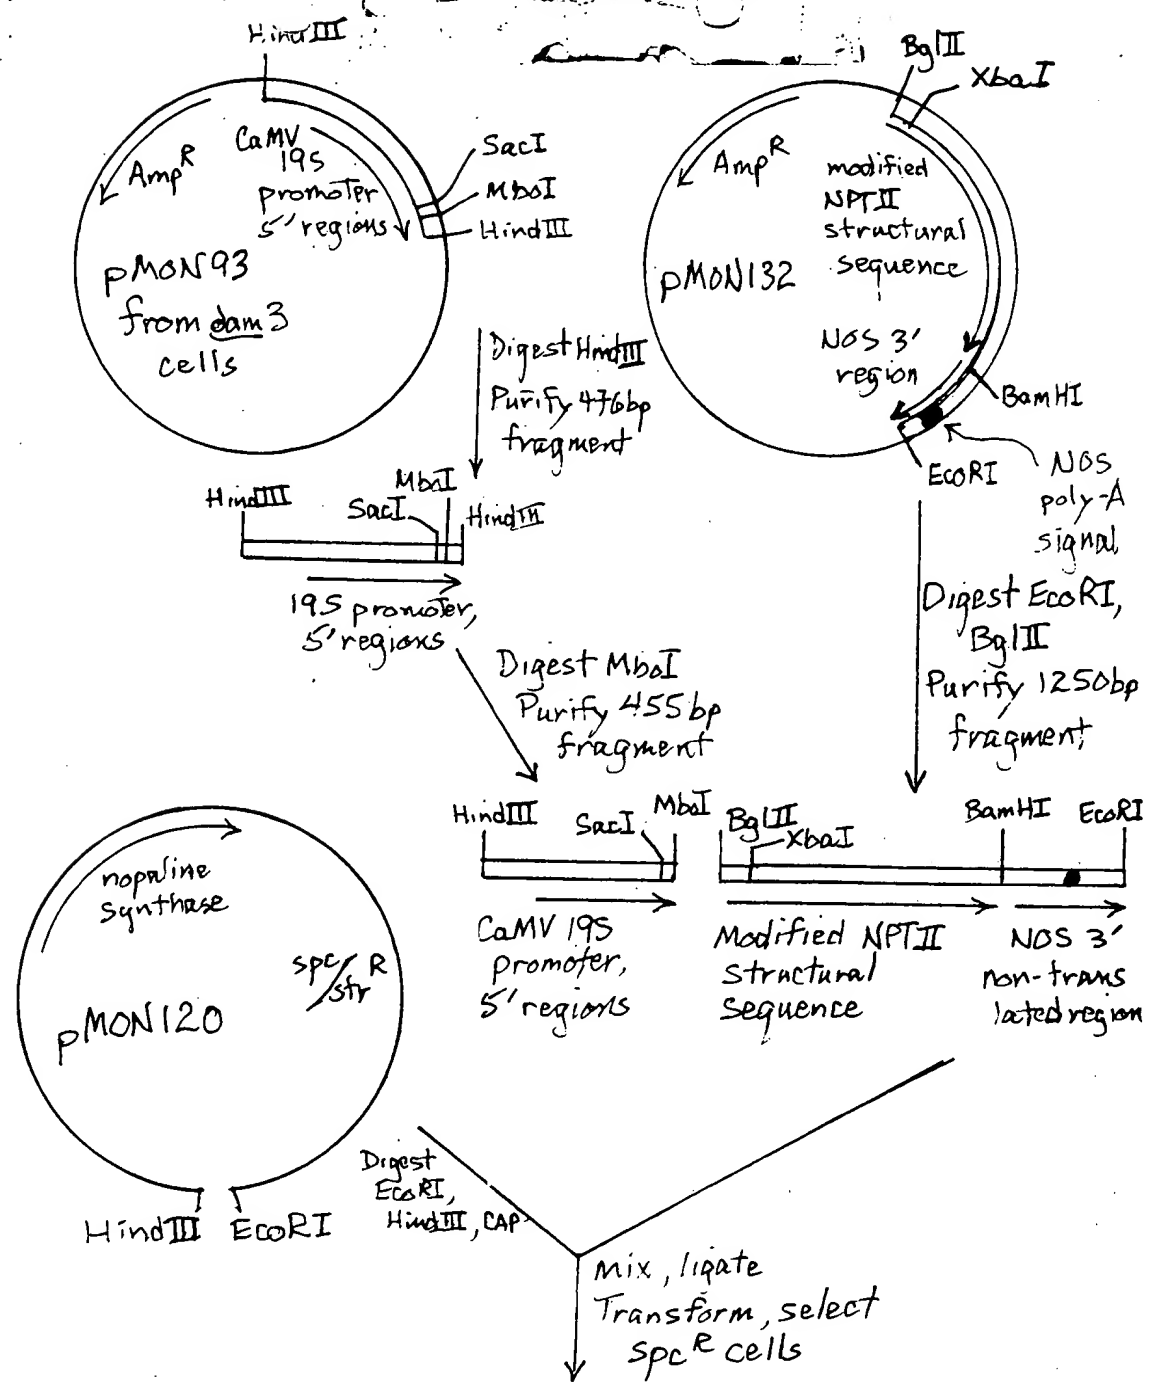 HindIII
AmpR
CaMV
19S
promoter
5' regions
SacI
MboI
HindIII
pMON93
from dam 3
cells
BglII
XbaI
AmpR
modified
NPTII
structural
sequence
pMON132
NOS 3'
region
BamHI
EcoRI
NOS
poly-A
signal
Digest HindIII
Purify 476bp
fragment
HindIII
SacI
MboI
HindIII
19S promoter,
5' regions
Digest MboI
Purify 455bp
fragment
Digest EcoRI,
BglII
Purify 1250bp
fragment
HindIII
SacI
MboI
BglII
XbaI
BamHI
EcoRI
CaMV 19S
promoter,
5' regions
Modified NPTII
structural
sequence
NOS 3'
non-trans
lated region
nopaline
synthase
spc/str R
pMON120
HindIII
EcoRI
Digest
EcoRI,
HindIII, CAP
Mix, ligate
Transform, select
spcR cells